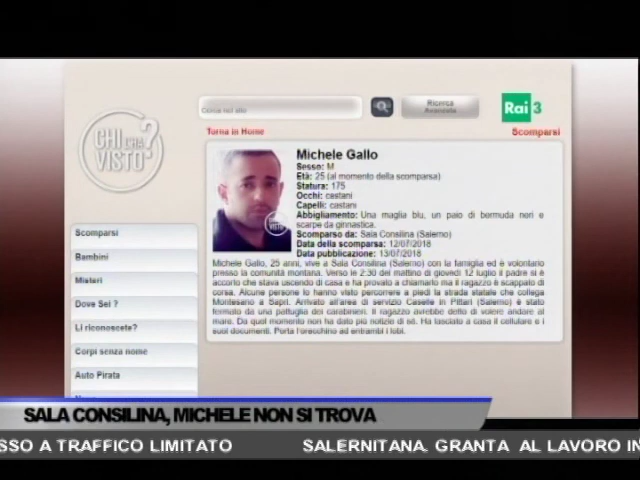 Cerca nel sito
Ricerca
Avanzata
Rai 3
CHI L'HA
VISTO?
Torna in Home
Scomparsi
Michele Gallo
Sesso: M
Età: 25 (al momento della scomparsa)
Statura: 175
Occhi: castani
Capelli: castani
Abbigliamento: Una maglia blu, un paio di bermuda neri e
scarpe da ginnastica.
Scomparso da: Sala Consilina (Salerno)
Data della scomparsa: 12/07/2018
Data pubblicazione: 13/07/2018
Michele Gallo, 25 anni, vive a Sala Consilina (Salerno) con la famiglia ed è volontario
presso la comunità montana. Verso le 2:30 del mattino di giovedì 12 luglio il padre si è
accorto che stava uscendo di casa e ha provato a chiamarlo ma il ragazzo è scappato di
corsa. Alcune persone lo hanno visto percorrere a piedi la strada statale che collega
Montesano a Sapri. Arrivato all'area di servizio Caselle in Pittari (Salerno) è stato
fermato da una pattuglia dei carabinieri. Il ragazzo avrebbe detto di volere andare al
mare. Da quel momento non ha dato più notizie di sé. Ha lasciato a casa il cellulare e i
suoi documenti. Porta l'orecchino ad entrambi i lobi.
Scomparsi
Bambini
Misteri
Dove Sei ?
Li riconoscete?
Corpi senza nome
Auto Pirata
SALA CONSILINA, MICHELE NON SI TROVA
SSO A TRAFFICO LIMITATO SALERNITANA. GRANTA AL LAVORO IN